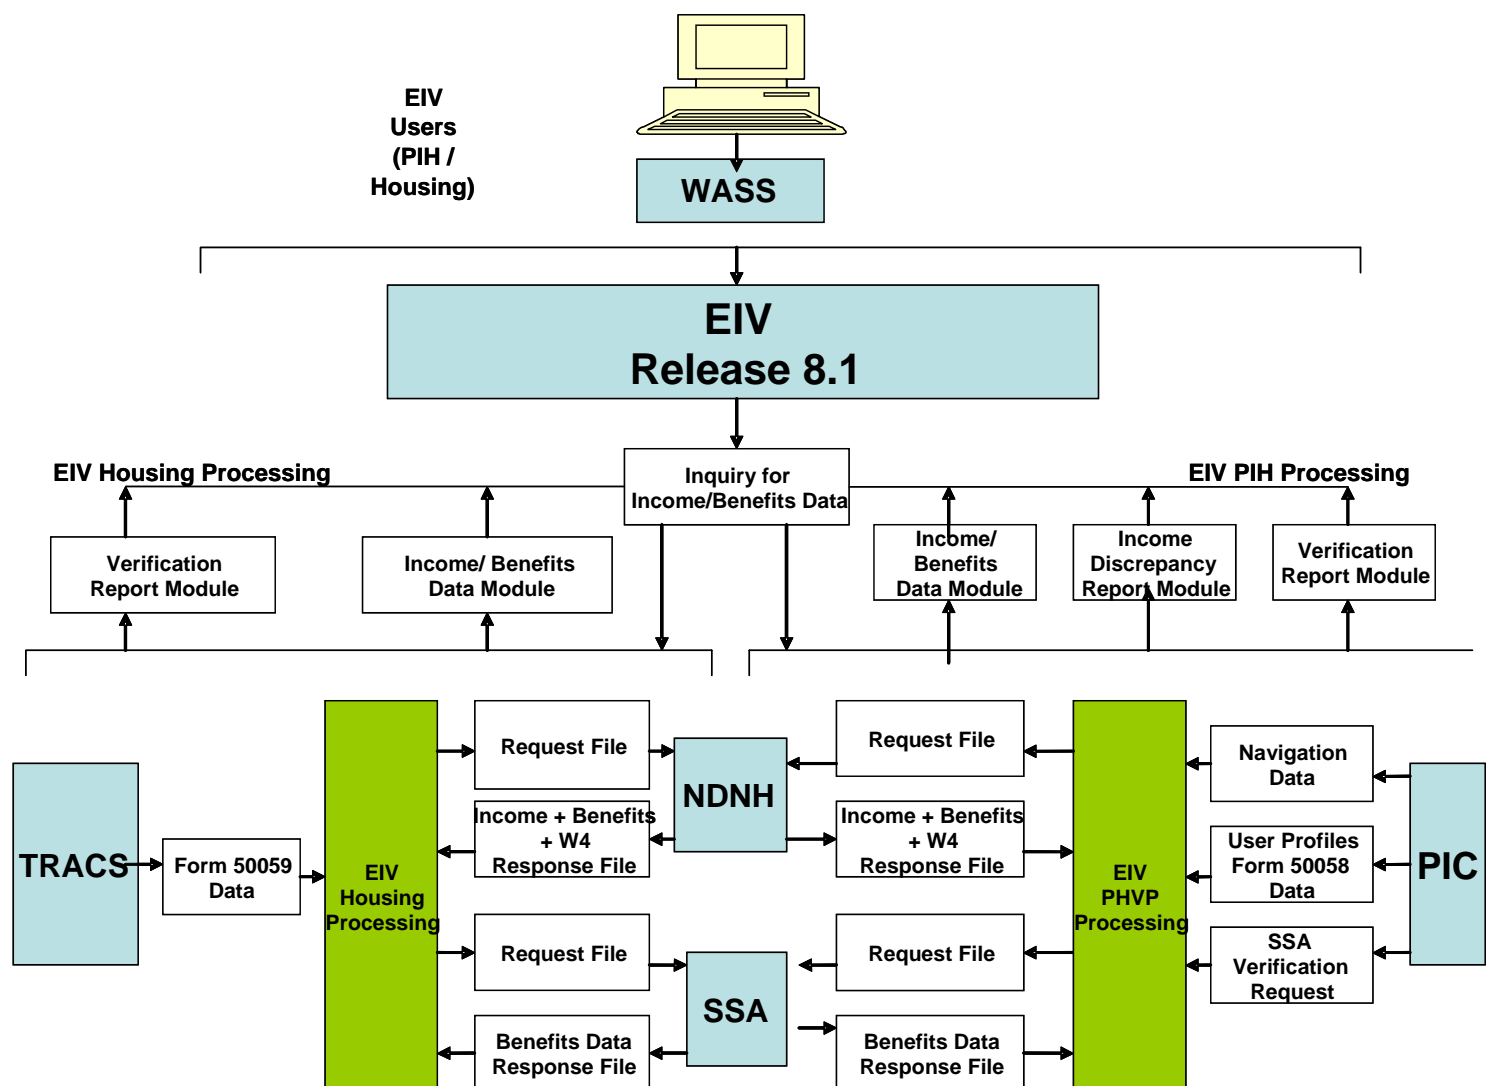 EIV
Users
(PIH /
Housing)
WASS
EIV
Release 8.1
EIV Housing Processing
Inquiry for
Income/Benefits Data
EIV PIH Processing
Verification
Report Module
Income/ Benefits
Data Module
Income/
Benefits
Data Module
Income
Discrepancy
Report Module
Verification
Report Module
TRACS
Form 50059
Data
EIV
Housing
Processing
Request File
Income + Benefits
+ W4
Response File
Request File
Benefits Data
Response File
NDNH
SSA
Request File
Income + Benefits
+ W4
Response File
Request File
Benefits Data
Response File
EIV
PHVP
Processing
Navigation
Data
User Profiles
Form 50058
Data
SSA
Verification
Request
PIC